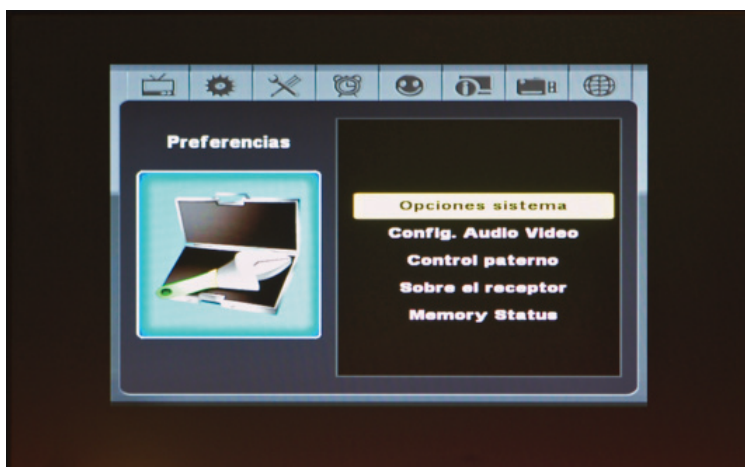 Preferencias
Opciones sistema
Config. Audio Video
Control paterno
Sobre el receptor
Memory Status